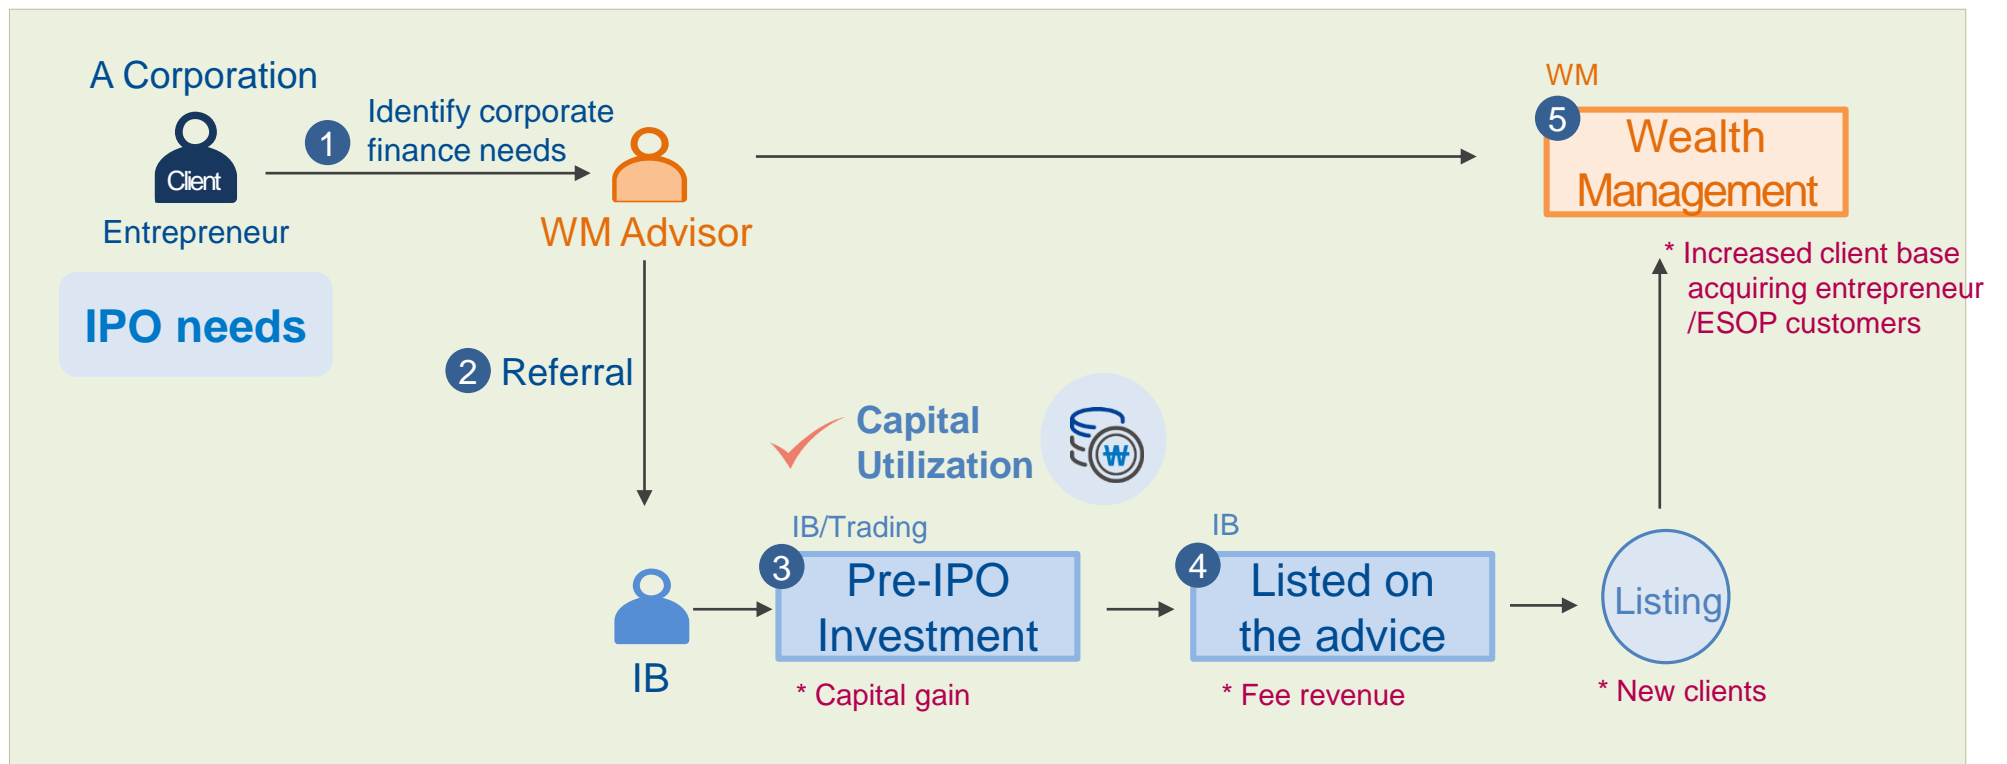 A Corporation
Client
Entrepreneur
IPO needs
1
Identify corporate
finance needs
WM Advisor
2 Referral
Capital
Utilization
₩
IB
IB/Trading
3
Pre-IPO
Investment
* Capital gain
IB
4
Listed on
the advice
* Fee revenue
Listing
* New clients
WM
5
Wealth
Management
* Increased client base
acquiring entrepreneur
/ESOP customers